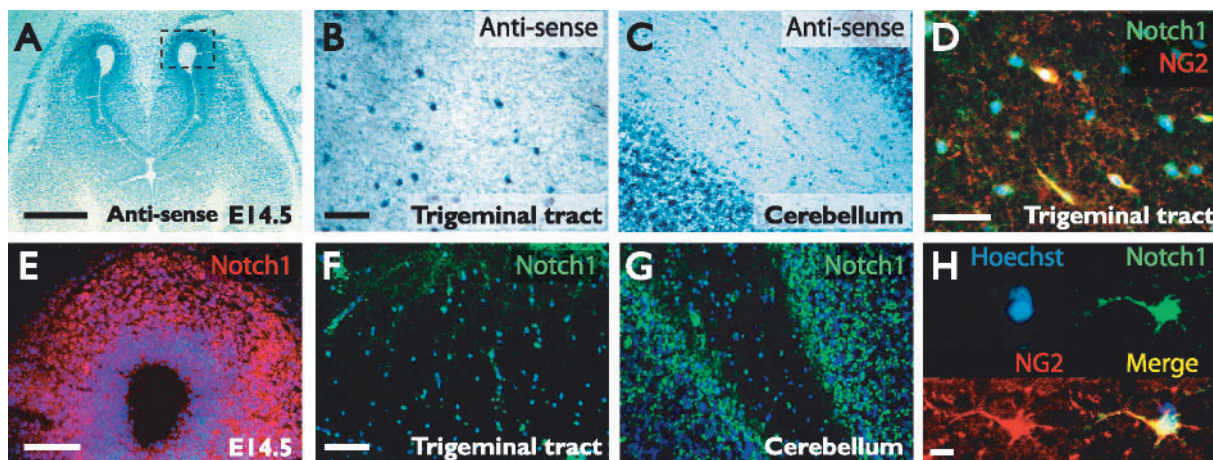 A
Anti-sense E14.5
B
Anti-sense
Trigeminal tract
C
Anti-sense
Cerebellum
D
Notch1
NG2
Trigeminal tract
E
Notch1
E14.5
F
Notch1
Trigeminal tract
G
Notch1
Cerebellum
H
Hoechst
Notch1
NG2
Merge